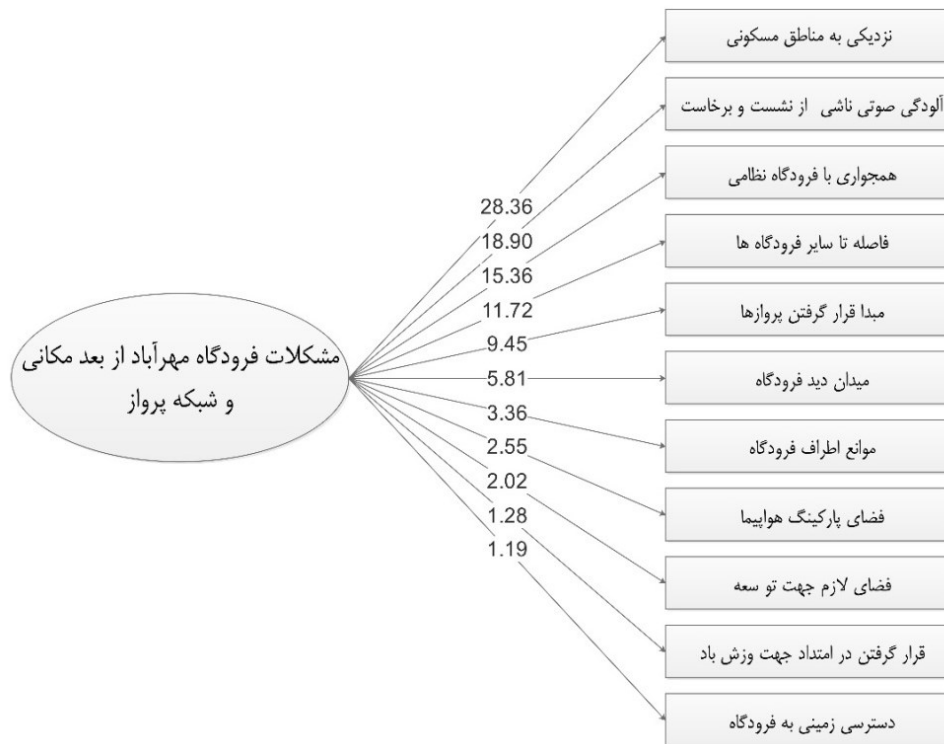 نزدیکی به مناطق مسکونی
آلودگی صوتی ناشی از نشست و برخاست
همجواری با فرودگاه نظامی
فاصله تا سایر فرودگاه ها
مبدا قرار گرفتن پروازها
میدان دید فرودگاه
موانع اطراف فرودگاه
فضای پارکینگ هواپیما
فضای لازم جهت تو سعه
قرار گرفتن در امتداد جهت وزش باد
دسترسی زمینی به فرودگاه
28.36
18.90
15.36
11.72
9.45
5.81
3.36
2.55
2.02
1.28
1.19
مشکلات فرودگاه مهرآباد از بعد مکانی
و شبکه پرواز